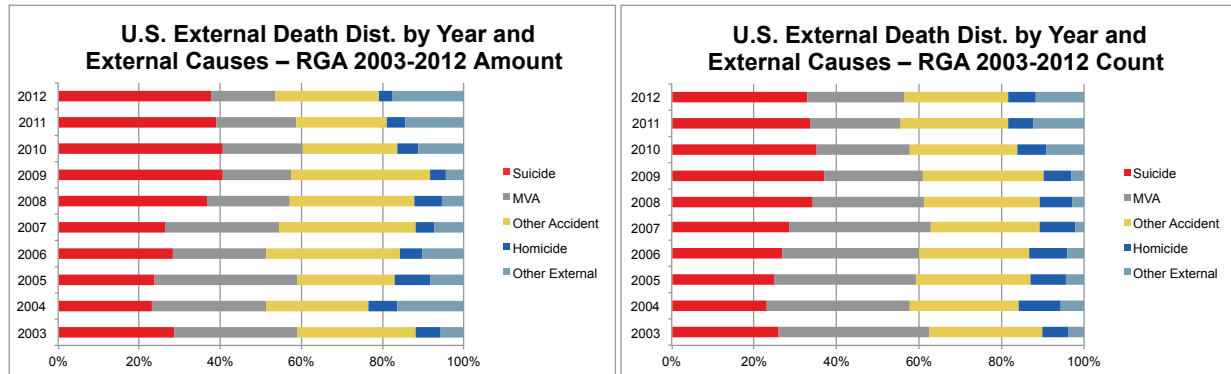 U.S. External Death Dist. by Year and
External Causes – RGA 2003-2012 Amount
2012
2011
2010
2009
2008
2007
2006
2005
2004
2003
0% 20% 40% 60% 80% 100%
Suicide
MVA
Other Accident
Homicide
Other External
U.S. External Death Dist. by Year and
External Causes – RGA 2003-2012 Count
2012
2011
2010
2009
2008
2007
2006
2005
2004
2003
0% 20% 40% 60% 80% 100%
Suicide
MVA
Other Accident
Homicide
Other External